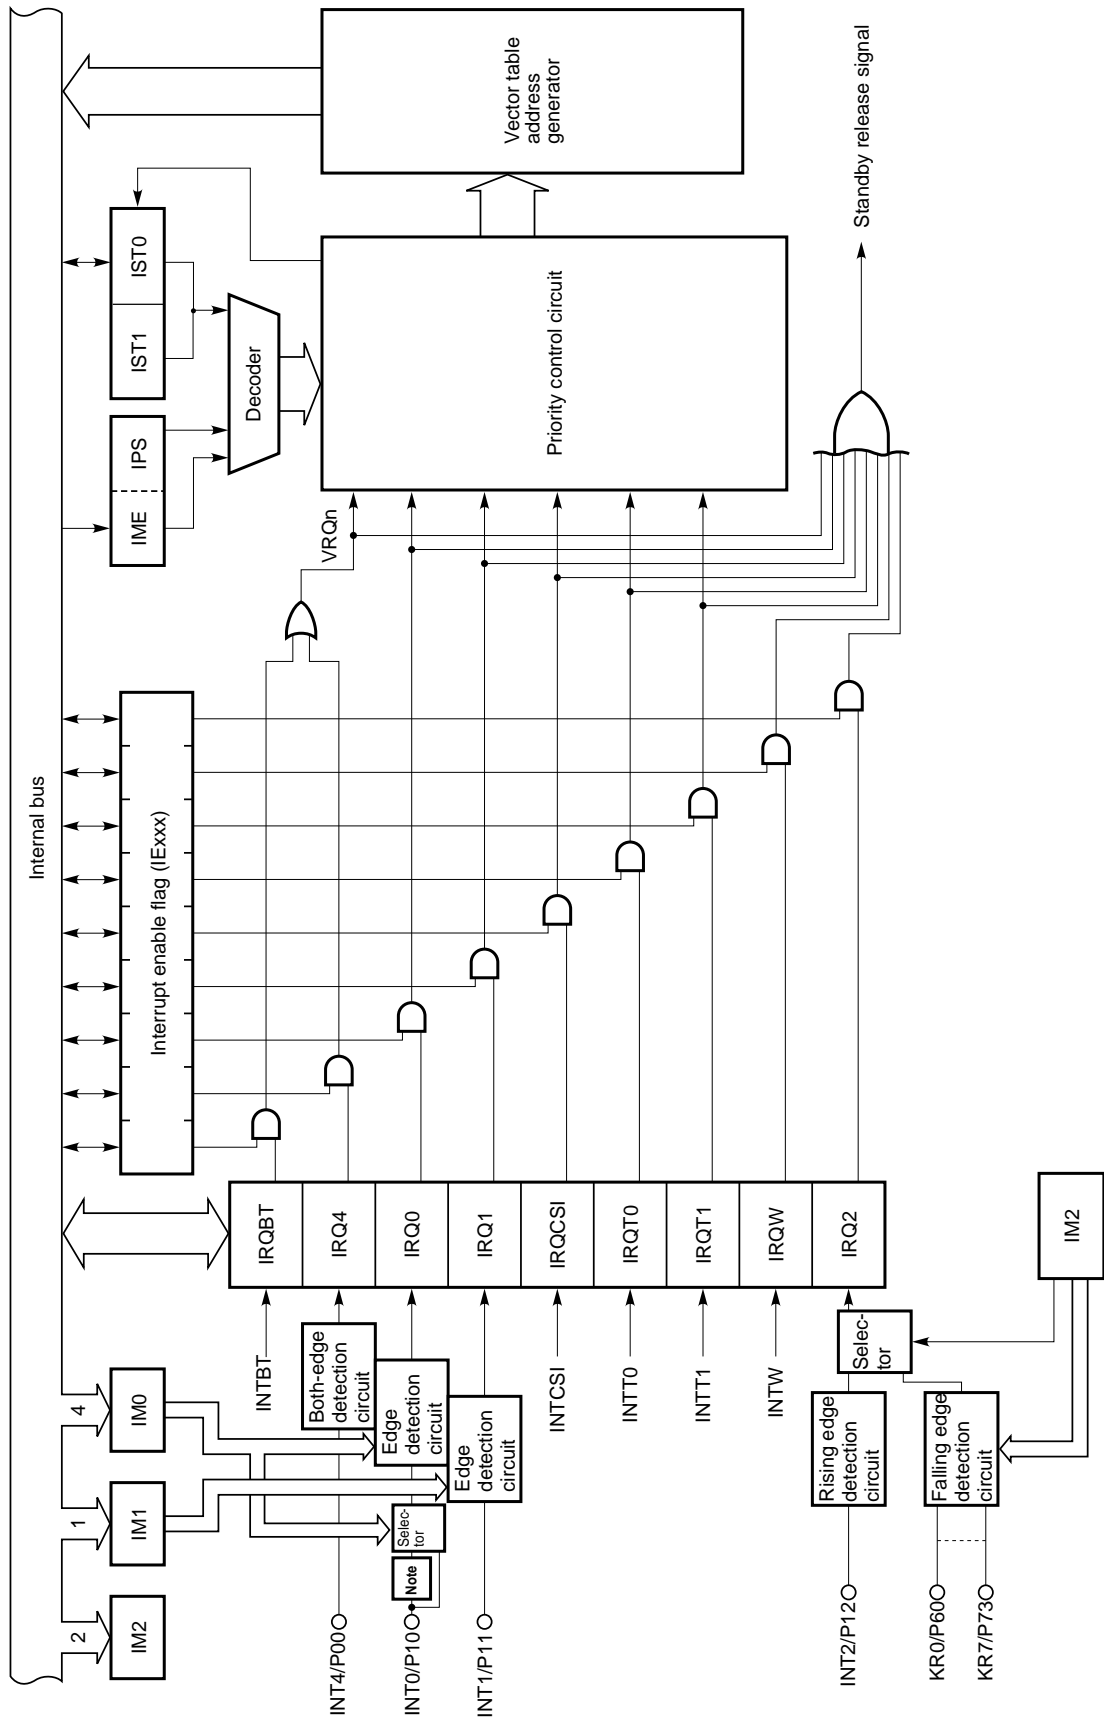 Internal bus
2
1
4
IM2
IM1
IM0
IME
IPS
IST1
IST0
Decoder
Vector table
address
generator
Interrupt enable flag (IExxx)
VRQn
Priority control circuit
Standby release signal
INTBT
IRQBT
INT4/P00
Both-edge
detection
circuit
IRQ4
INT0/P10
Note
Selec-
tor
Edge
detection
circuit
IRQ0
INT1/P11
Edge
detection
circuit
IRQ1
INTCSI
IRQCSI
INTT0
IRQT0
INTT1
IRQT1
INTW
IRQW
INT2/P12
Rising edge
detection
circuit
Selec-
tor
IRQ2
KR0/P60
KR7/P73
Falling edge
detection
circuit
IM2